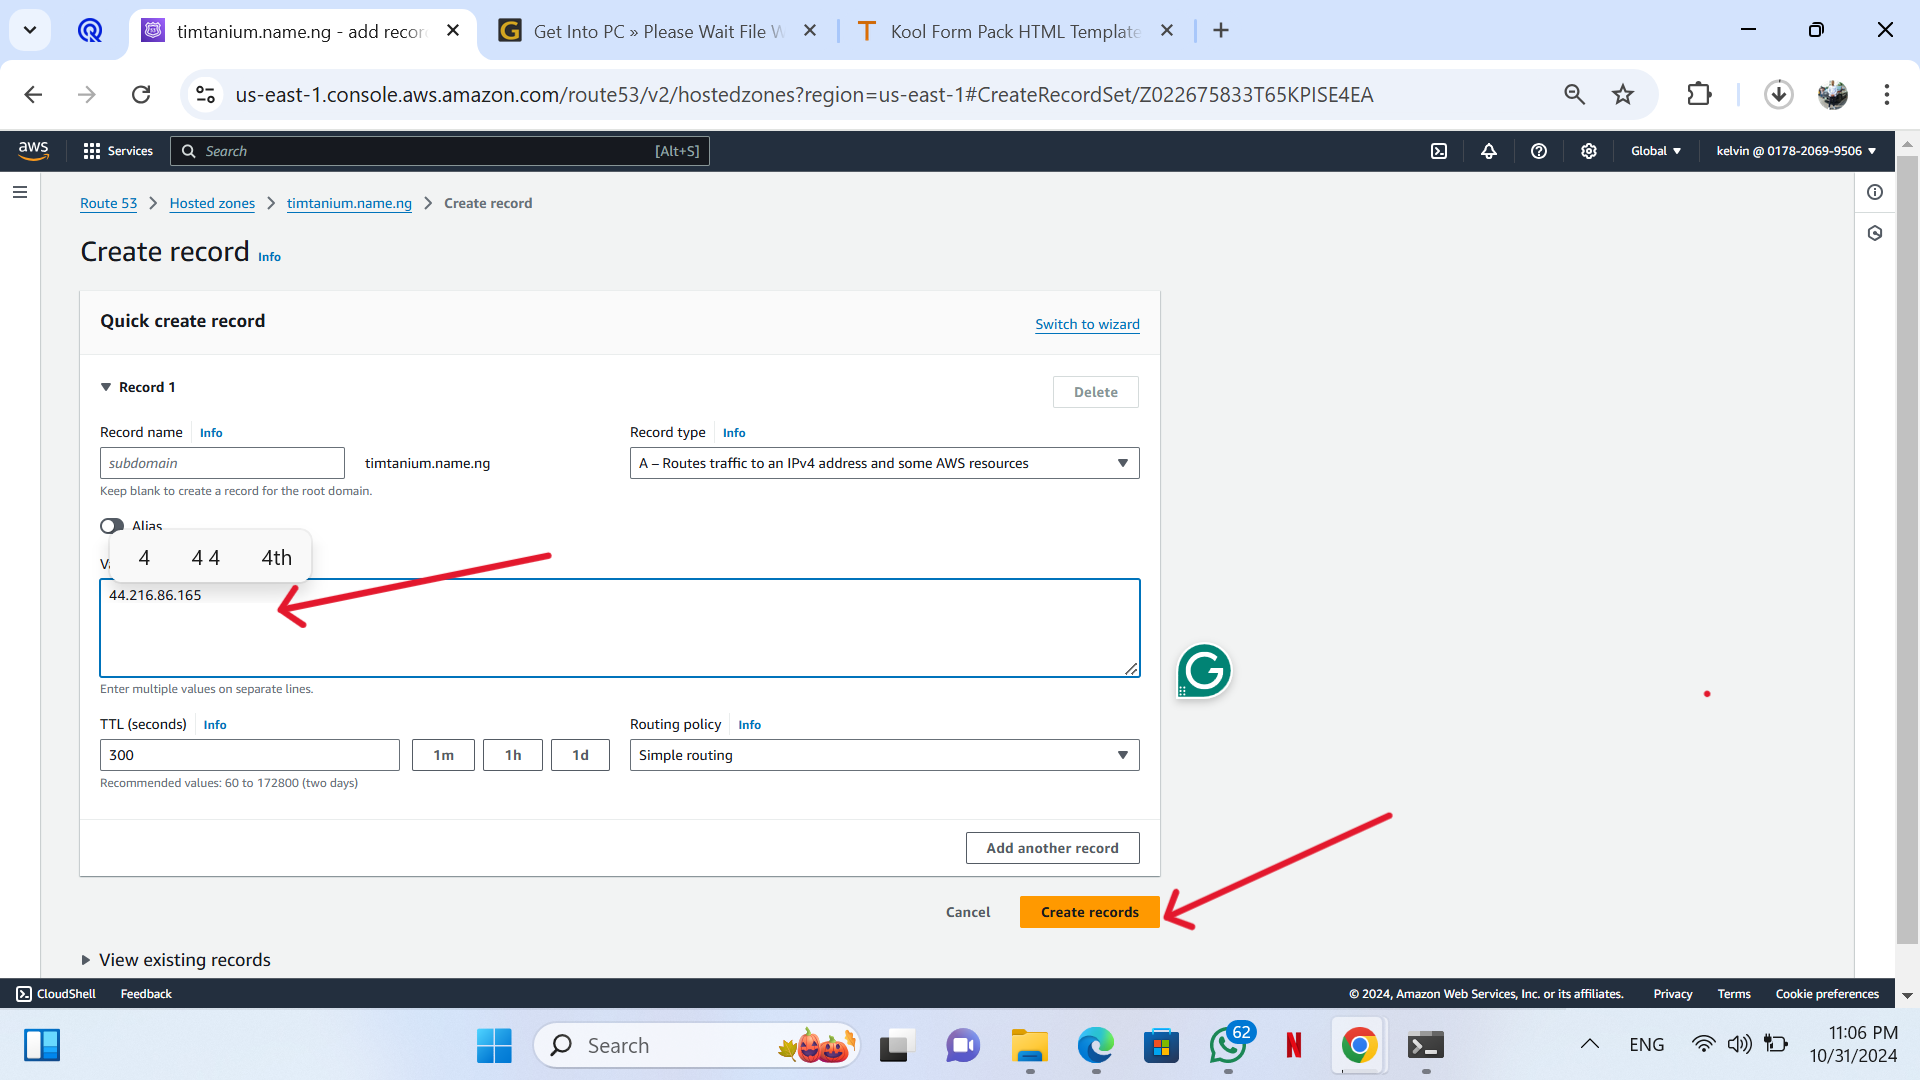 timtanium.name.ng - add recor
Get Into PC » Please Wait File W
Kool Form Pack HTML Template
us-east-1.console.aws.amazon.com/route53/v2/hostedzones?region=us-east-1#CreateRecordSet/Z022675833T65KPISE4EA
aws
Services
Search
[Alt+S]
Global
kelvin @ 0178-2069-9506
Route 53
Hosted zones
timtanium.name.ng
Create record
Create record
Info
Quick create record
Switch to wizard
Record 1
Delete
Record name
Info
Record type
Info
subdomain
timtanium.name.ng
A – Routes traffic to an IPv4 address and some AWS resources
Keep blank to create a record for the root domain.
Alias
4
4 4
4th
44.216.86.165
Enter multiple values on separate lines.
TTL (seconds)
Info
Routing policy
Info
300
1m
1h
1d
Simple routing
Recommended values: 60 to 172800 (two days)
Add another record
Cancel
Create records
View existing records
CloudShell
Feedback
© 2024, Amazon Web Services, Inc. or its affiliates.
Privacy
Terms
Cookie preferences
Search
62
ENG
11:06 PM
10/31/2024